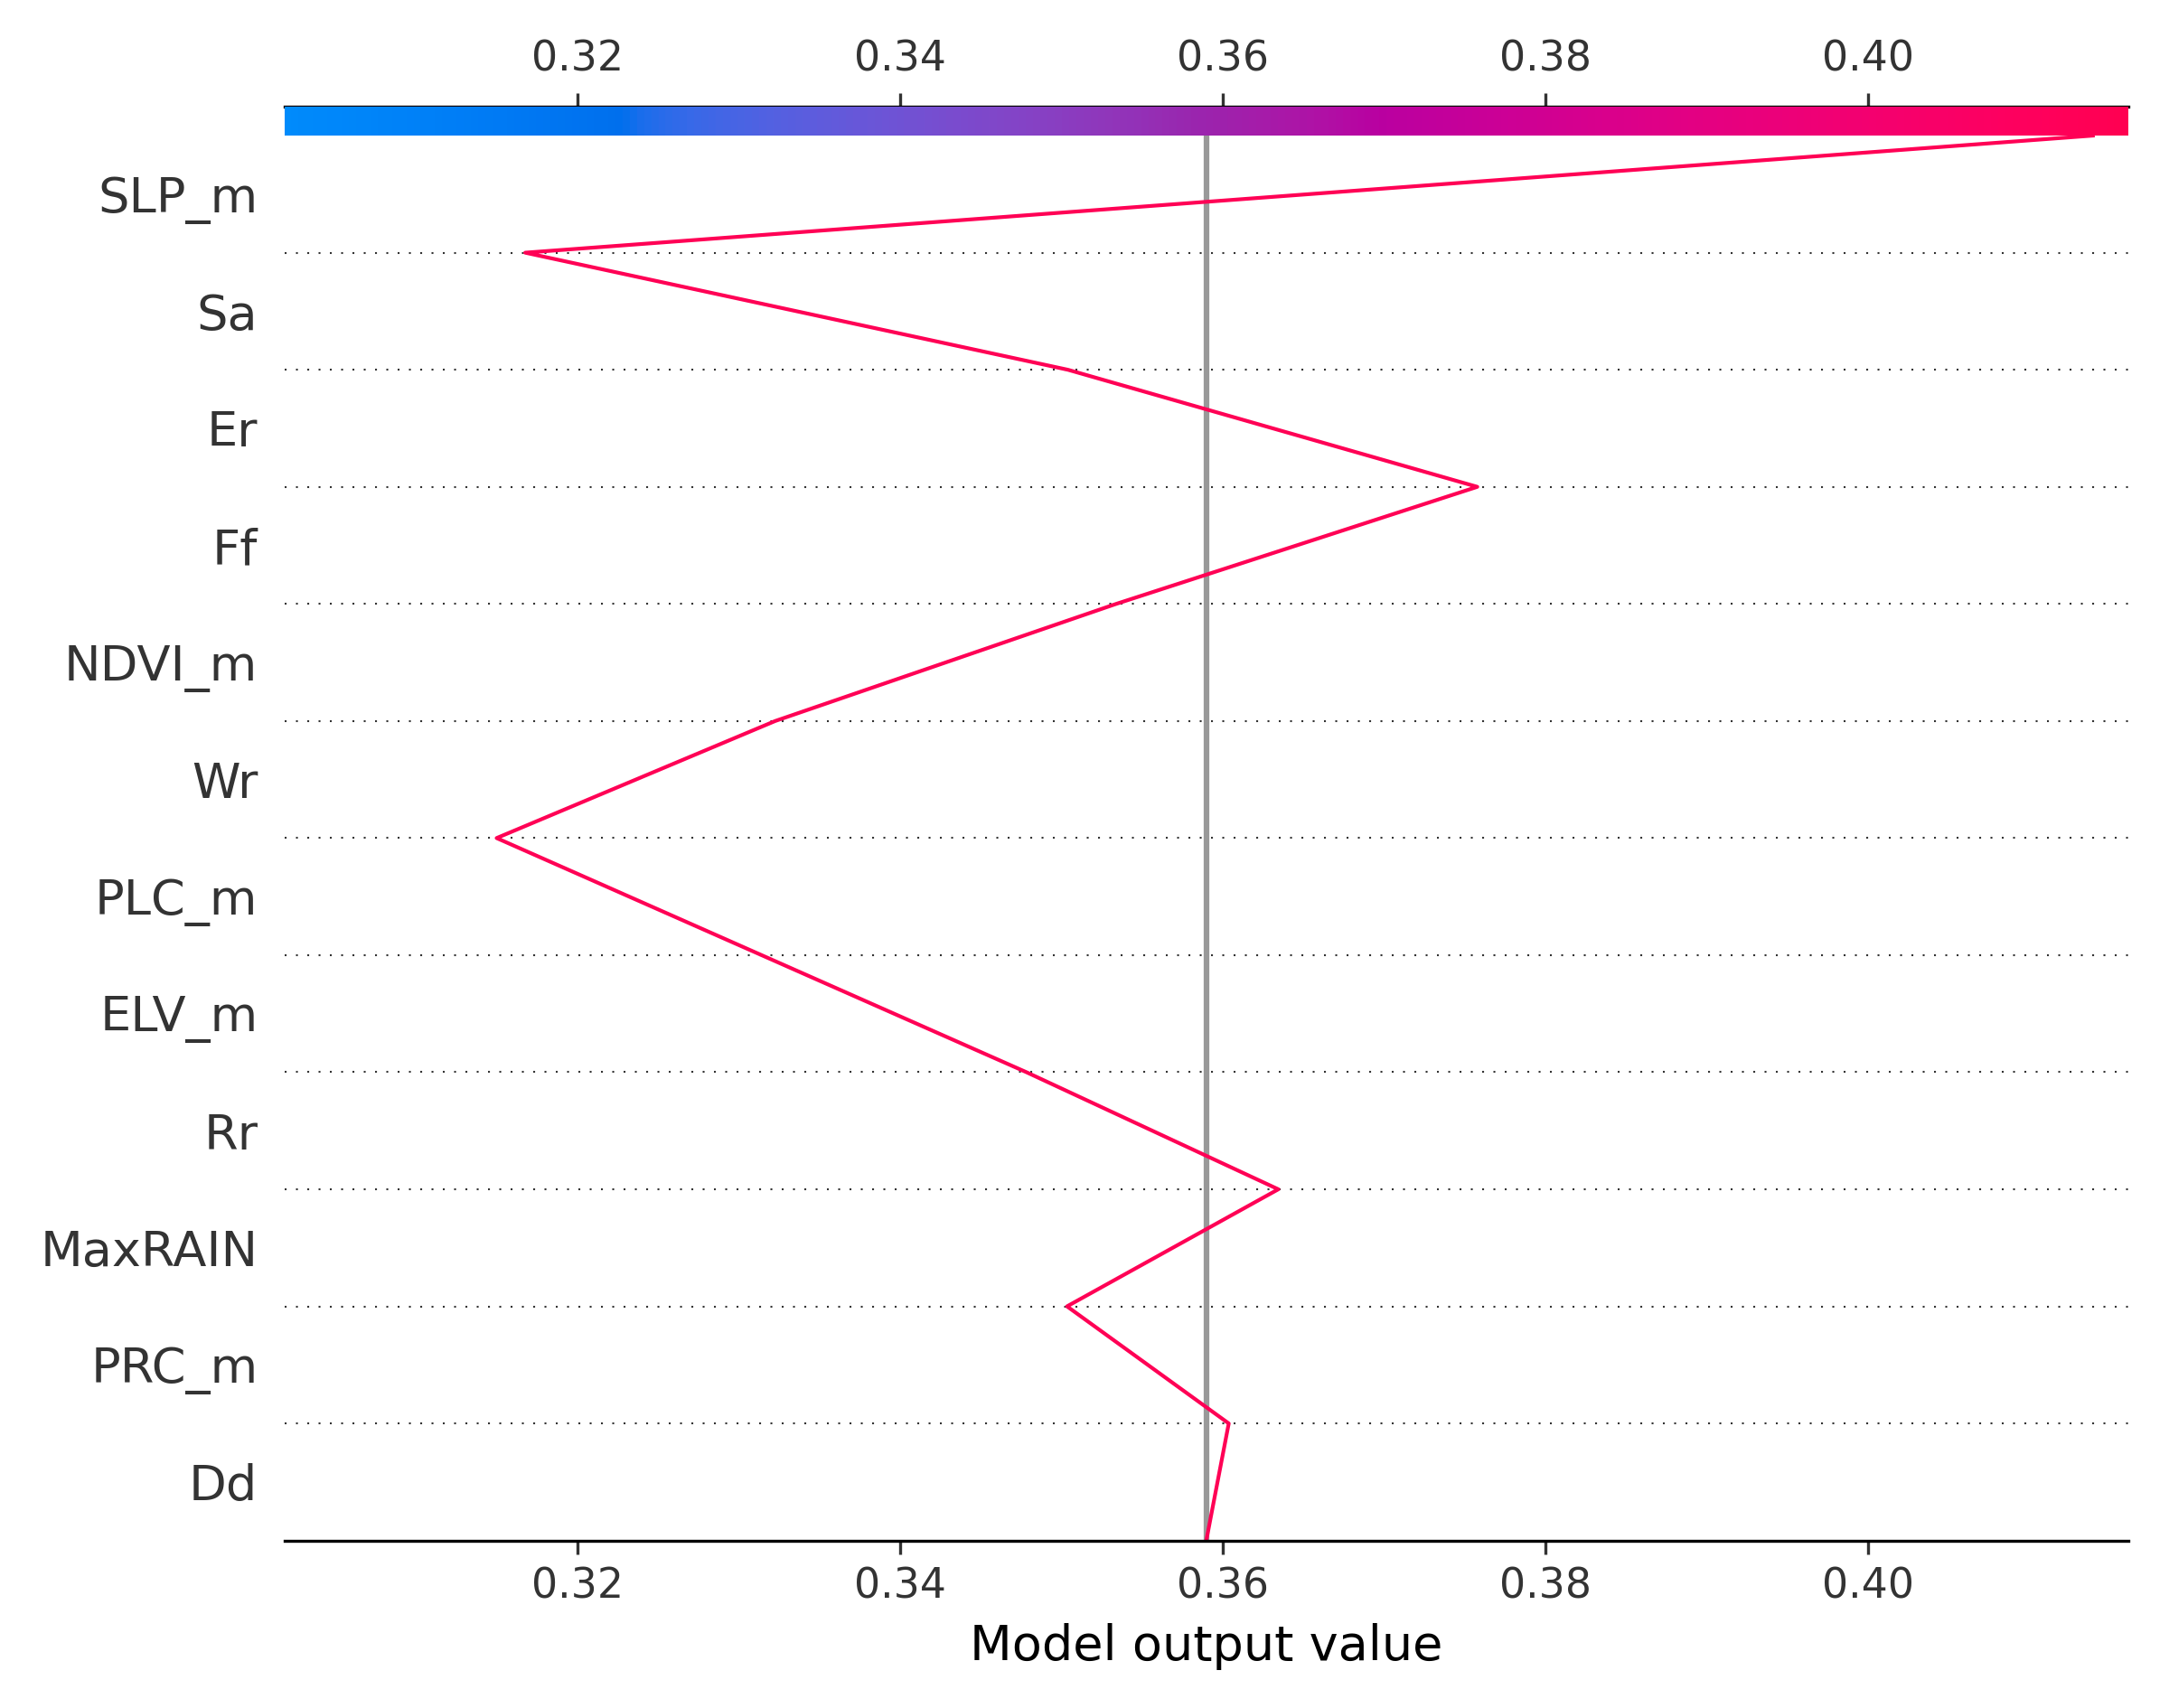 0.32 0.34 0.36 0.38 0.40
SLP_m
Sa
Er
Ff
NDVI_m
Wr
PLC_m
ELV_m
Rr
MaxRAIN
PRC_m
Dd
0.32 0.34 0.36 0.38 0.40
Model output value